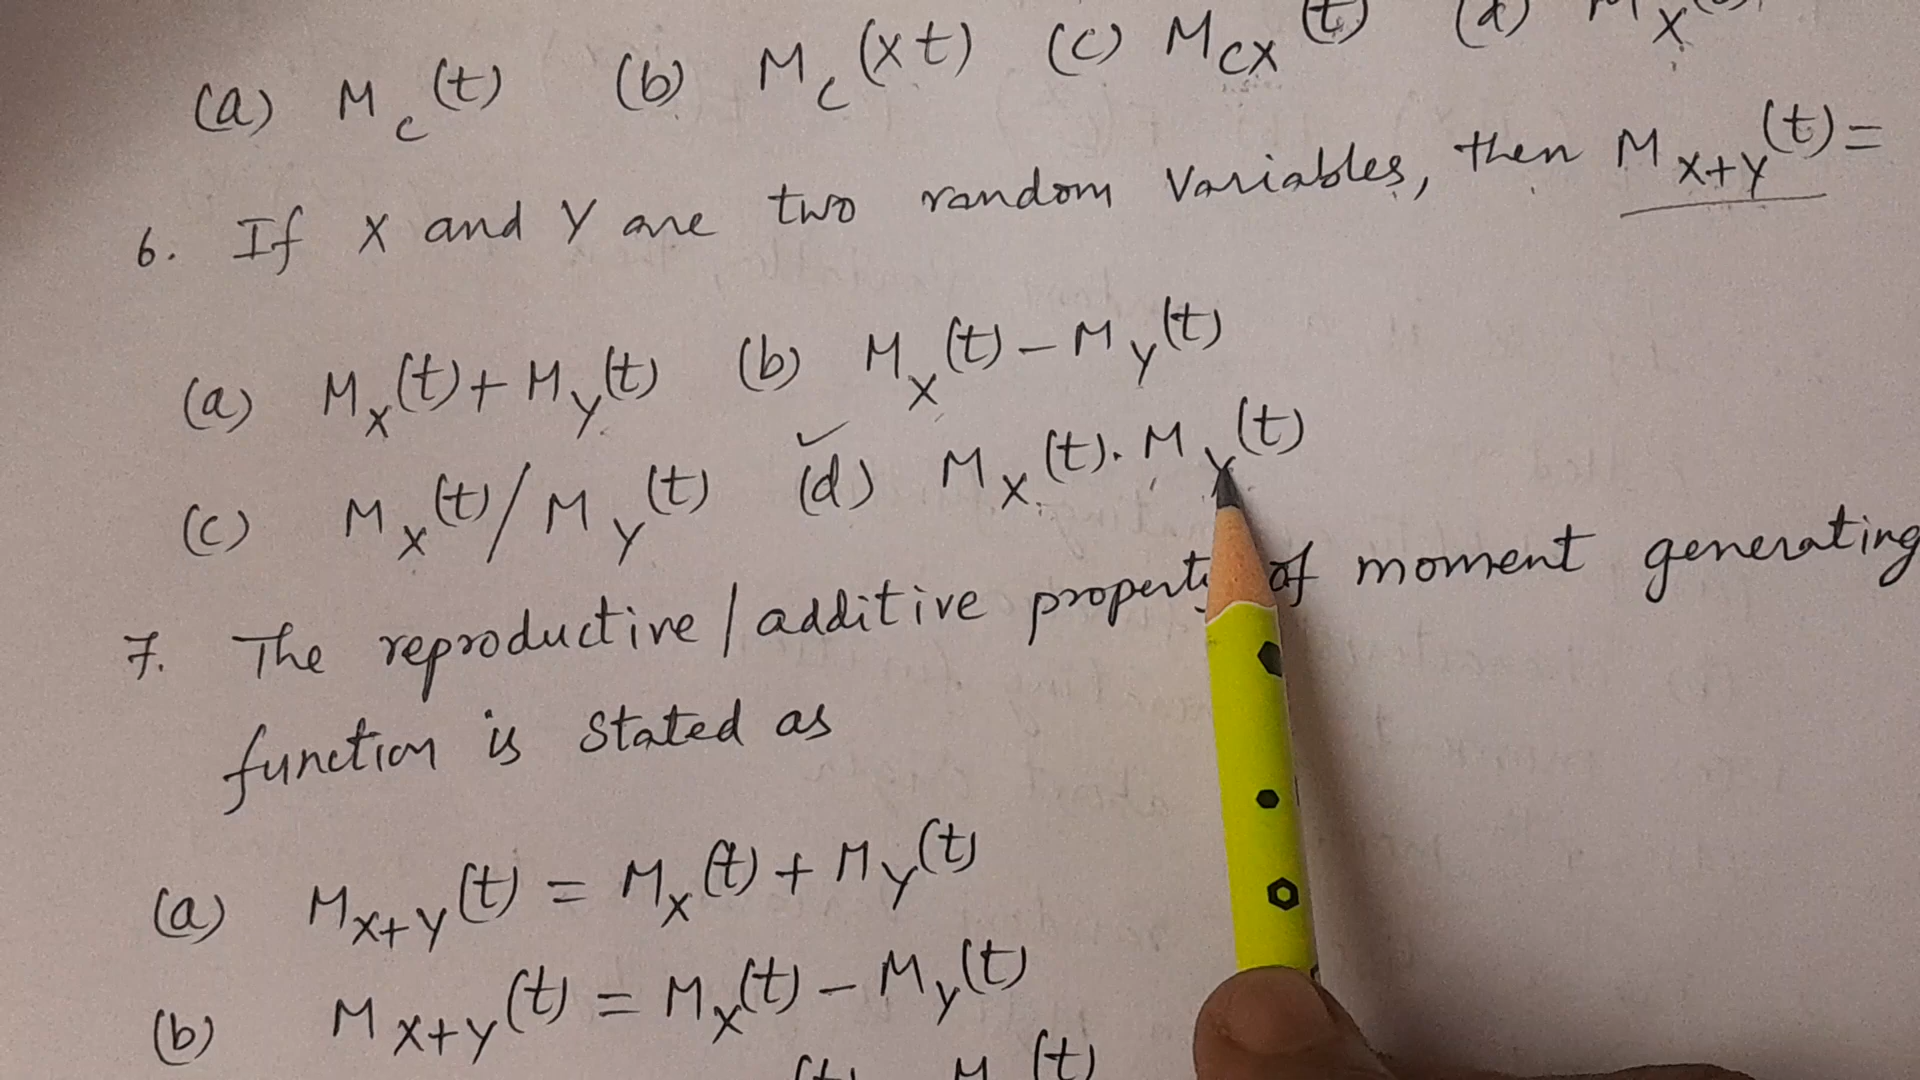 (a) M_c(t) (b) M_c(xt) (c) M_cx(t) (d) M_x
6. If X and Y are two random variables, then M_X+Y(t)=
(a) M_X(t)+M_Y(t) (b) M_X(t)-M_Y(t)
(c) M_X(t)/M_Y(t) (d) M_X(t).M_Y(t)
7. The reproductive/additive property of moment generating
function is stated as
(a) M_X+Y(t) = M_X(t)+M_Y(t)
(b) M_X+Y(t) = M_X(t)-M_Y(t)